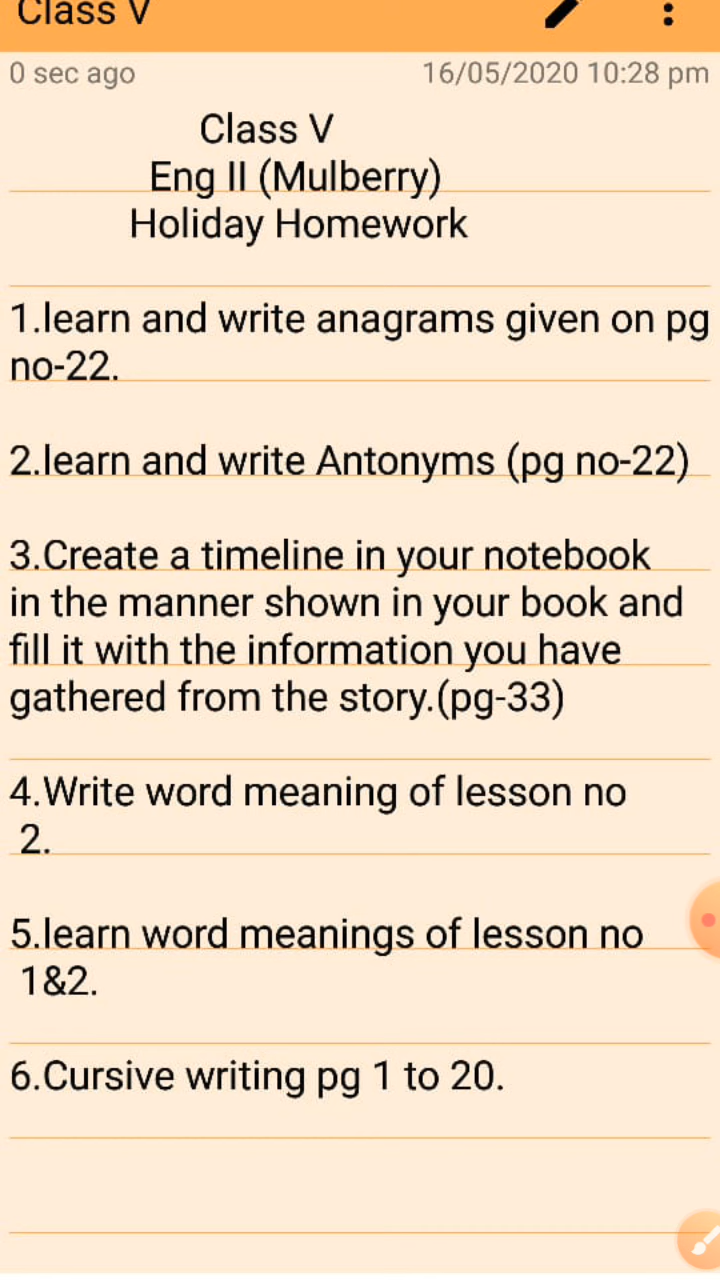 Class V
0 sec ago 16/05/2020 10:28 pm
Class V
Eng II (Mulberry)
Holiday Homework
1.learn and write anagrams given on pg
no-22.
2.learn and write Antonyms (pg no-22)
3.Create a timeline in your notebook
in the manner shown in your book and
fill it with the information you have
gathered from the story.(pg-33)
4.Write word meaning of lesson no
2.
5.learn word meanings of lesson no
1&2.
6.Cursive writing pg 1 to 20.